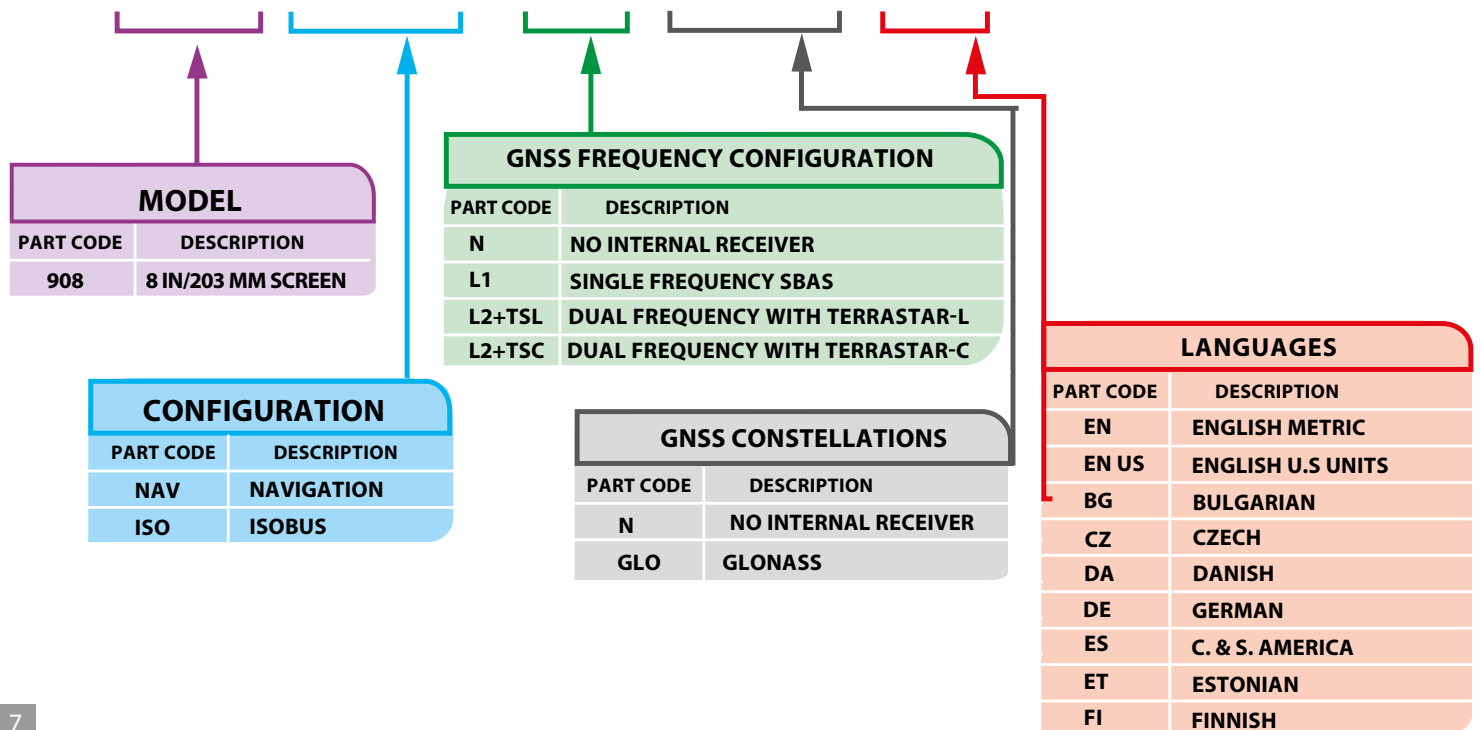 MODEL
PART CODE DESCRIPTION
908 8 IN/203 MM SCREEN
CONFIGURATION
PART CODE DESCRIPTION
NAV NAVIGATION
ISO ISOBUS
GNSS FREQUENCY CONFIGURATION
PART CODE DESCRIPTION
N NO INTERNAL RECEIVER
L1 SINGLE FREQUENCY SBAS
L2+TSL DUAL FREQUENCY WITH TERRASTAR-L
L2+TSC DUAL FREQUENCY WITH TERRASTAR-C
GNSS CONSTELLATIONS
PART CODE DESCRIPTION
N NO INTERNAL RECEIVER
GLO GLONASS
LANGUAGES
PART CODE DESCRIPTION
EN ENGLISH METRIC
EN US ENGLISH U.S UNITS
BG BULGARIAN
CZ CZECH
DA DANISH
DE GERMAN
ES C. & S. AMERICA
ET ESTONIAN
FI FINNISH
7